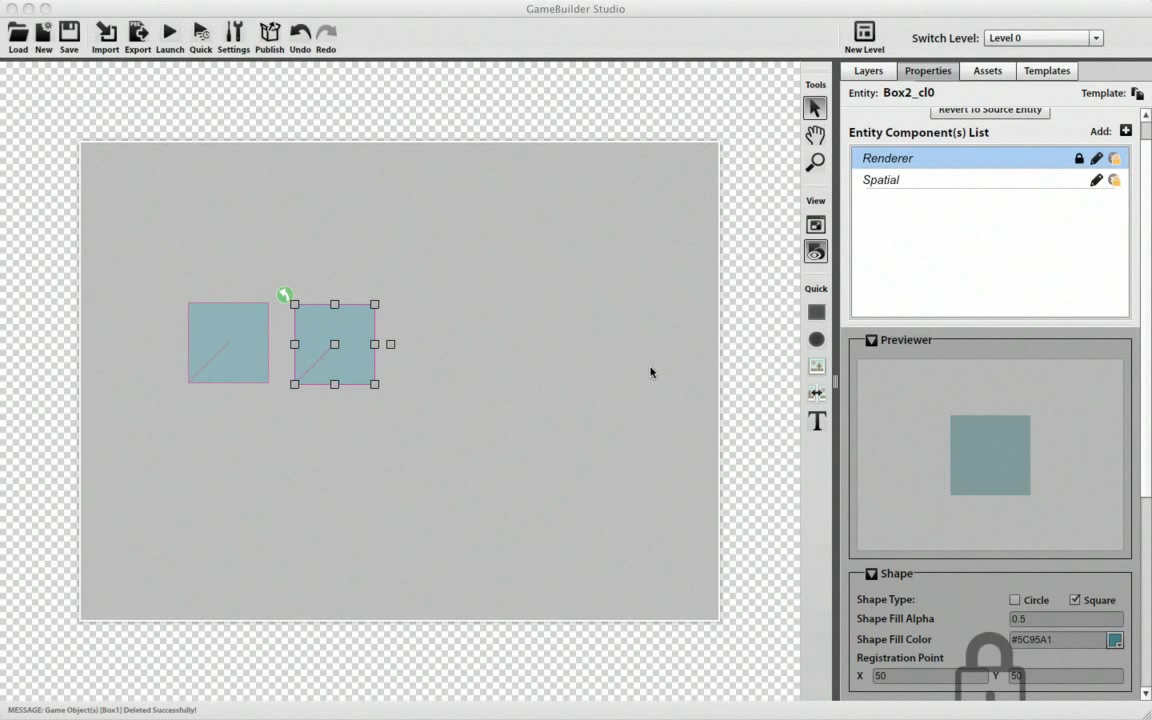 GameBuilder Studio
Load New Save Import Export Launch Quick Settings Publish Undo Redo
New Level
Switch Level: Level 0
Layers Properties Assets Templates
Entity: Box2_cl0 Template:
Revert To Source Entity
Entity Component(s) List Add:
Renderer
Spatial
Tools
View
Quick
T
Previewer
Shape
Shape Type: Circle Square
Shape Fill Alpha 0.5
Shape Fill Color #5C95A1
Registration Point
X 50 Y 50
MESSAGE: Game Object(s) [Box1] Deleted Successfully!